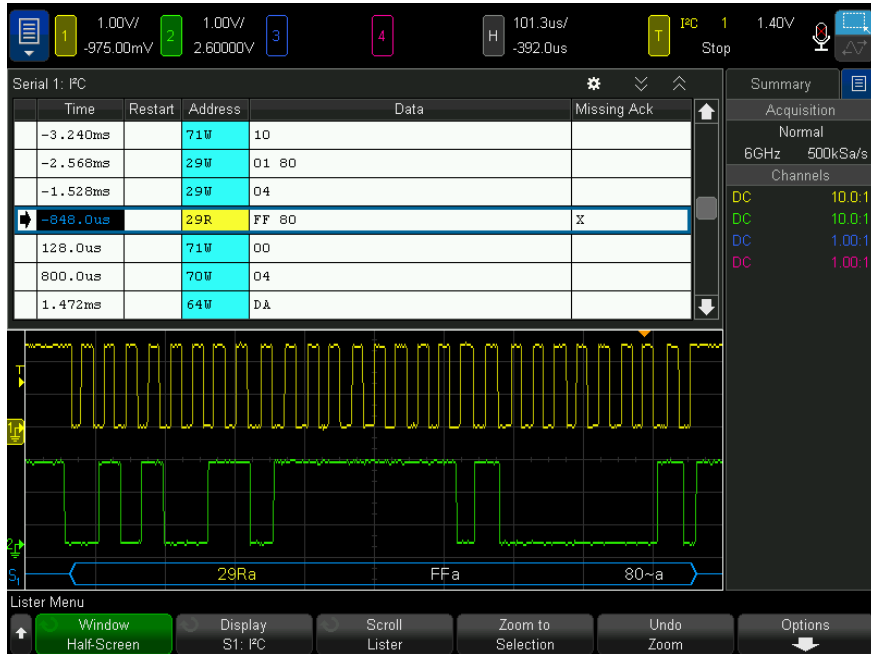 1 1.00V/ -975.00mV 2 1.00V/ 2.60000V 3 4 H 101.3us/ -392.0us T I²C 1 1.40V Stop
Serial 1: I²C
Summary
Time Restart Address Data Missing Ack
-3.240ms 71W 10
-2.568ms 29W 01 80
-1.528ms 29W 04
-848.0us 29R FF 80 X
128.0us 71W 00
800.0us 70W 04
1.472ms 64W DA
Acquisition
Normal
6GHz 500kSa/s
Channels
DC 10.0:1
DC 10.0:1
DC 1.00:1
DC 1.00:1
T
1
2
S1 29Ra FFa 80~a
Lister Menu
Window
Half-Screen
Display
S1: I²C
Scroll
Lister
Zoom to
Selection
Undo
Zoom
Options